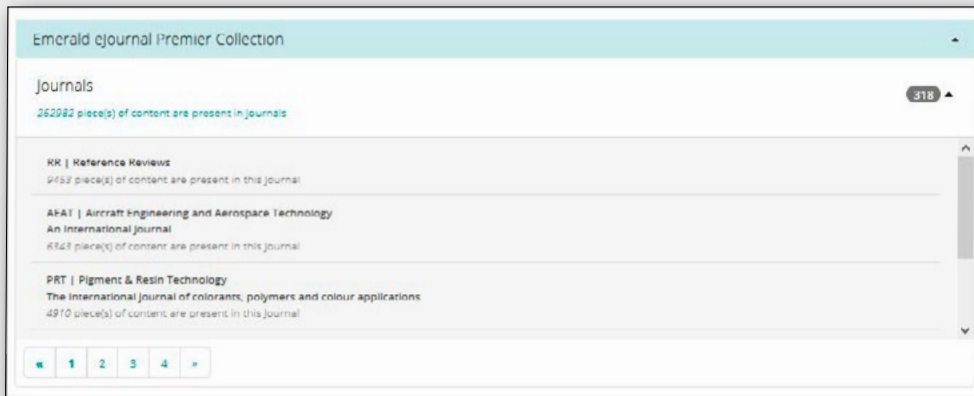 Emerald eJournal Premier Collection
Journals
318
262982 piece(s) of content are present in journals
RR | Reference Reviews
9453 piece(s) of content are present in this journal
AEAT | Aircraft Engineering and Aerospace Technology
An international journal
6343 piece(s) of content are present in this journal
PRT | Pigment & Resin Technology
The international journal of colorants, polymers and colour applications
4910 piece(s) of content are present in this journal
« 1 2 3 4 »